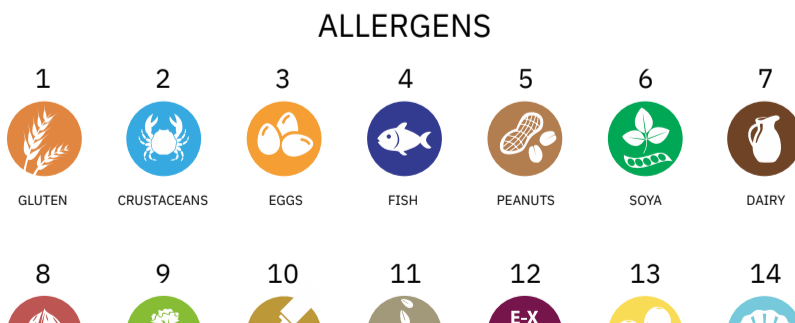 ALLERGENS
1 2 3 4 5 6 7
GLUTEN CRUSTACEANS EGGS FISH PEANUTS SOYA DAIRY
8 9 10 11 12 13 14
E-X